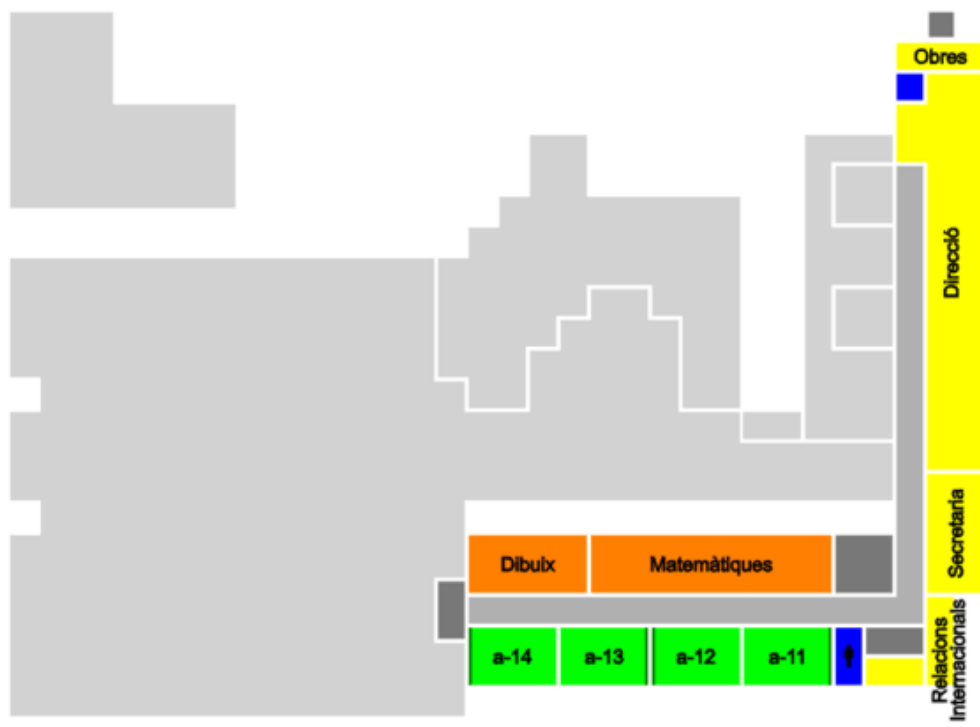 Obres
Direcció
Secretaria
Dibuix
Matemàtiques
Relacions
Internacionals
a-14
a-13
a-12
a-11